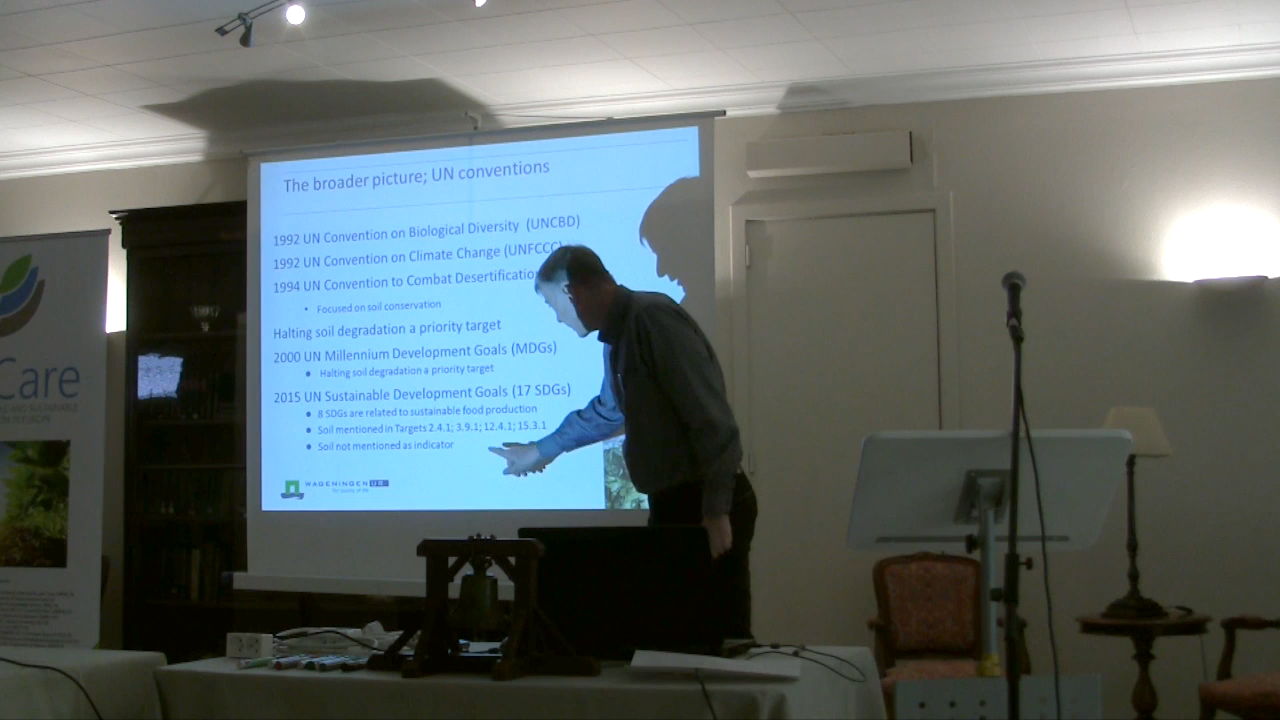 The broader picture; UN conventions
1992 UN Convention on Biological Diversity (UNCBD)
1992 UN Convention on Climate Change (UNFCCC)
1994 UN Convention to Combat Desertification
• Focused on soil conservation
Halting soil degradation a priority target
2000 UN Millennium Development Goals (MDGs)
• Halting soil degradation a priority target
2015 UN Sustainable Development Goals (17 SDGs)
• 8 SDGs are related to sustainable food production
• Soil mentioned in Targets 2.4.1; 3.9.1; 12.4.1; 15.3.1
• Soil not mentioned as indicator
WAGENINGEN UR
For quality of life
Care